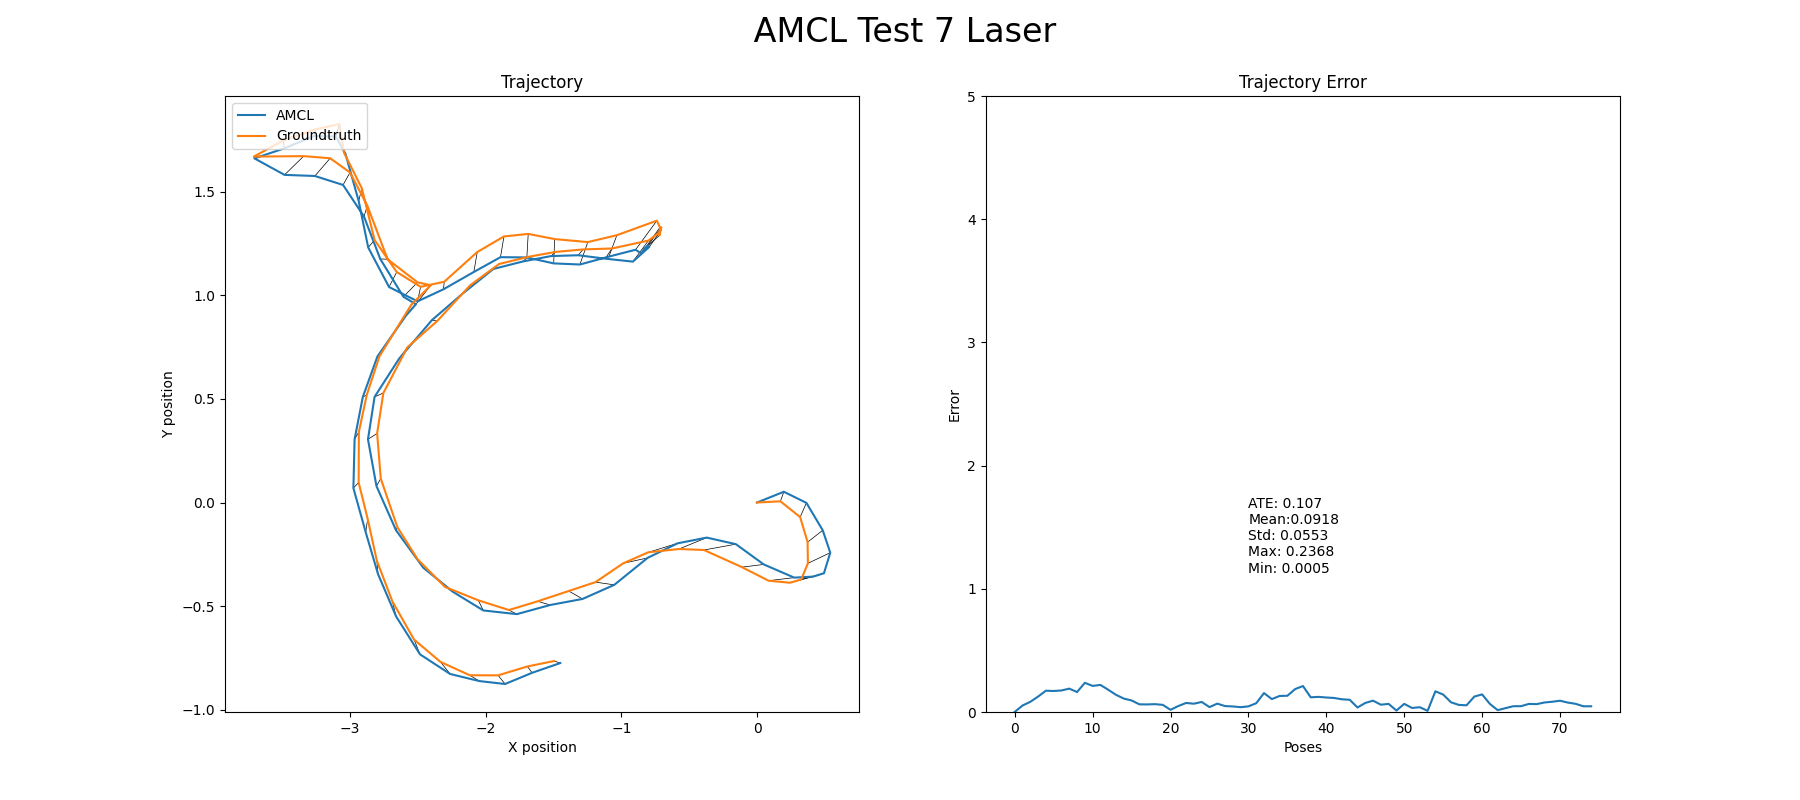 AMCL Test 7 Laser
Trajectory
AMCL
Groundtruth
1.5
1.0
0.5
0.0
−0.5
−1.0
Y position
−3
−2
−1
0
X position
Trajectory Error
5
4
3
2
1
0
Error
ATE: 0.107
Mean:0.0918
Std: 0.0553
Max: 0.2368
Min: 0.0005
0
10
20
30
40
50
60
70
Poses